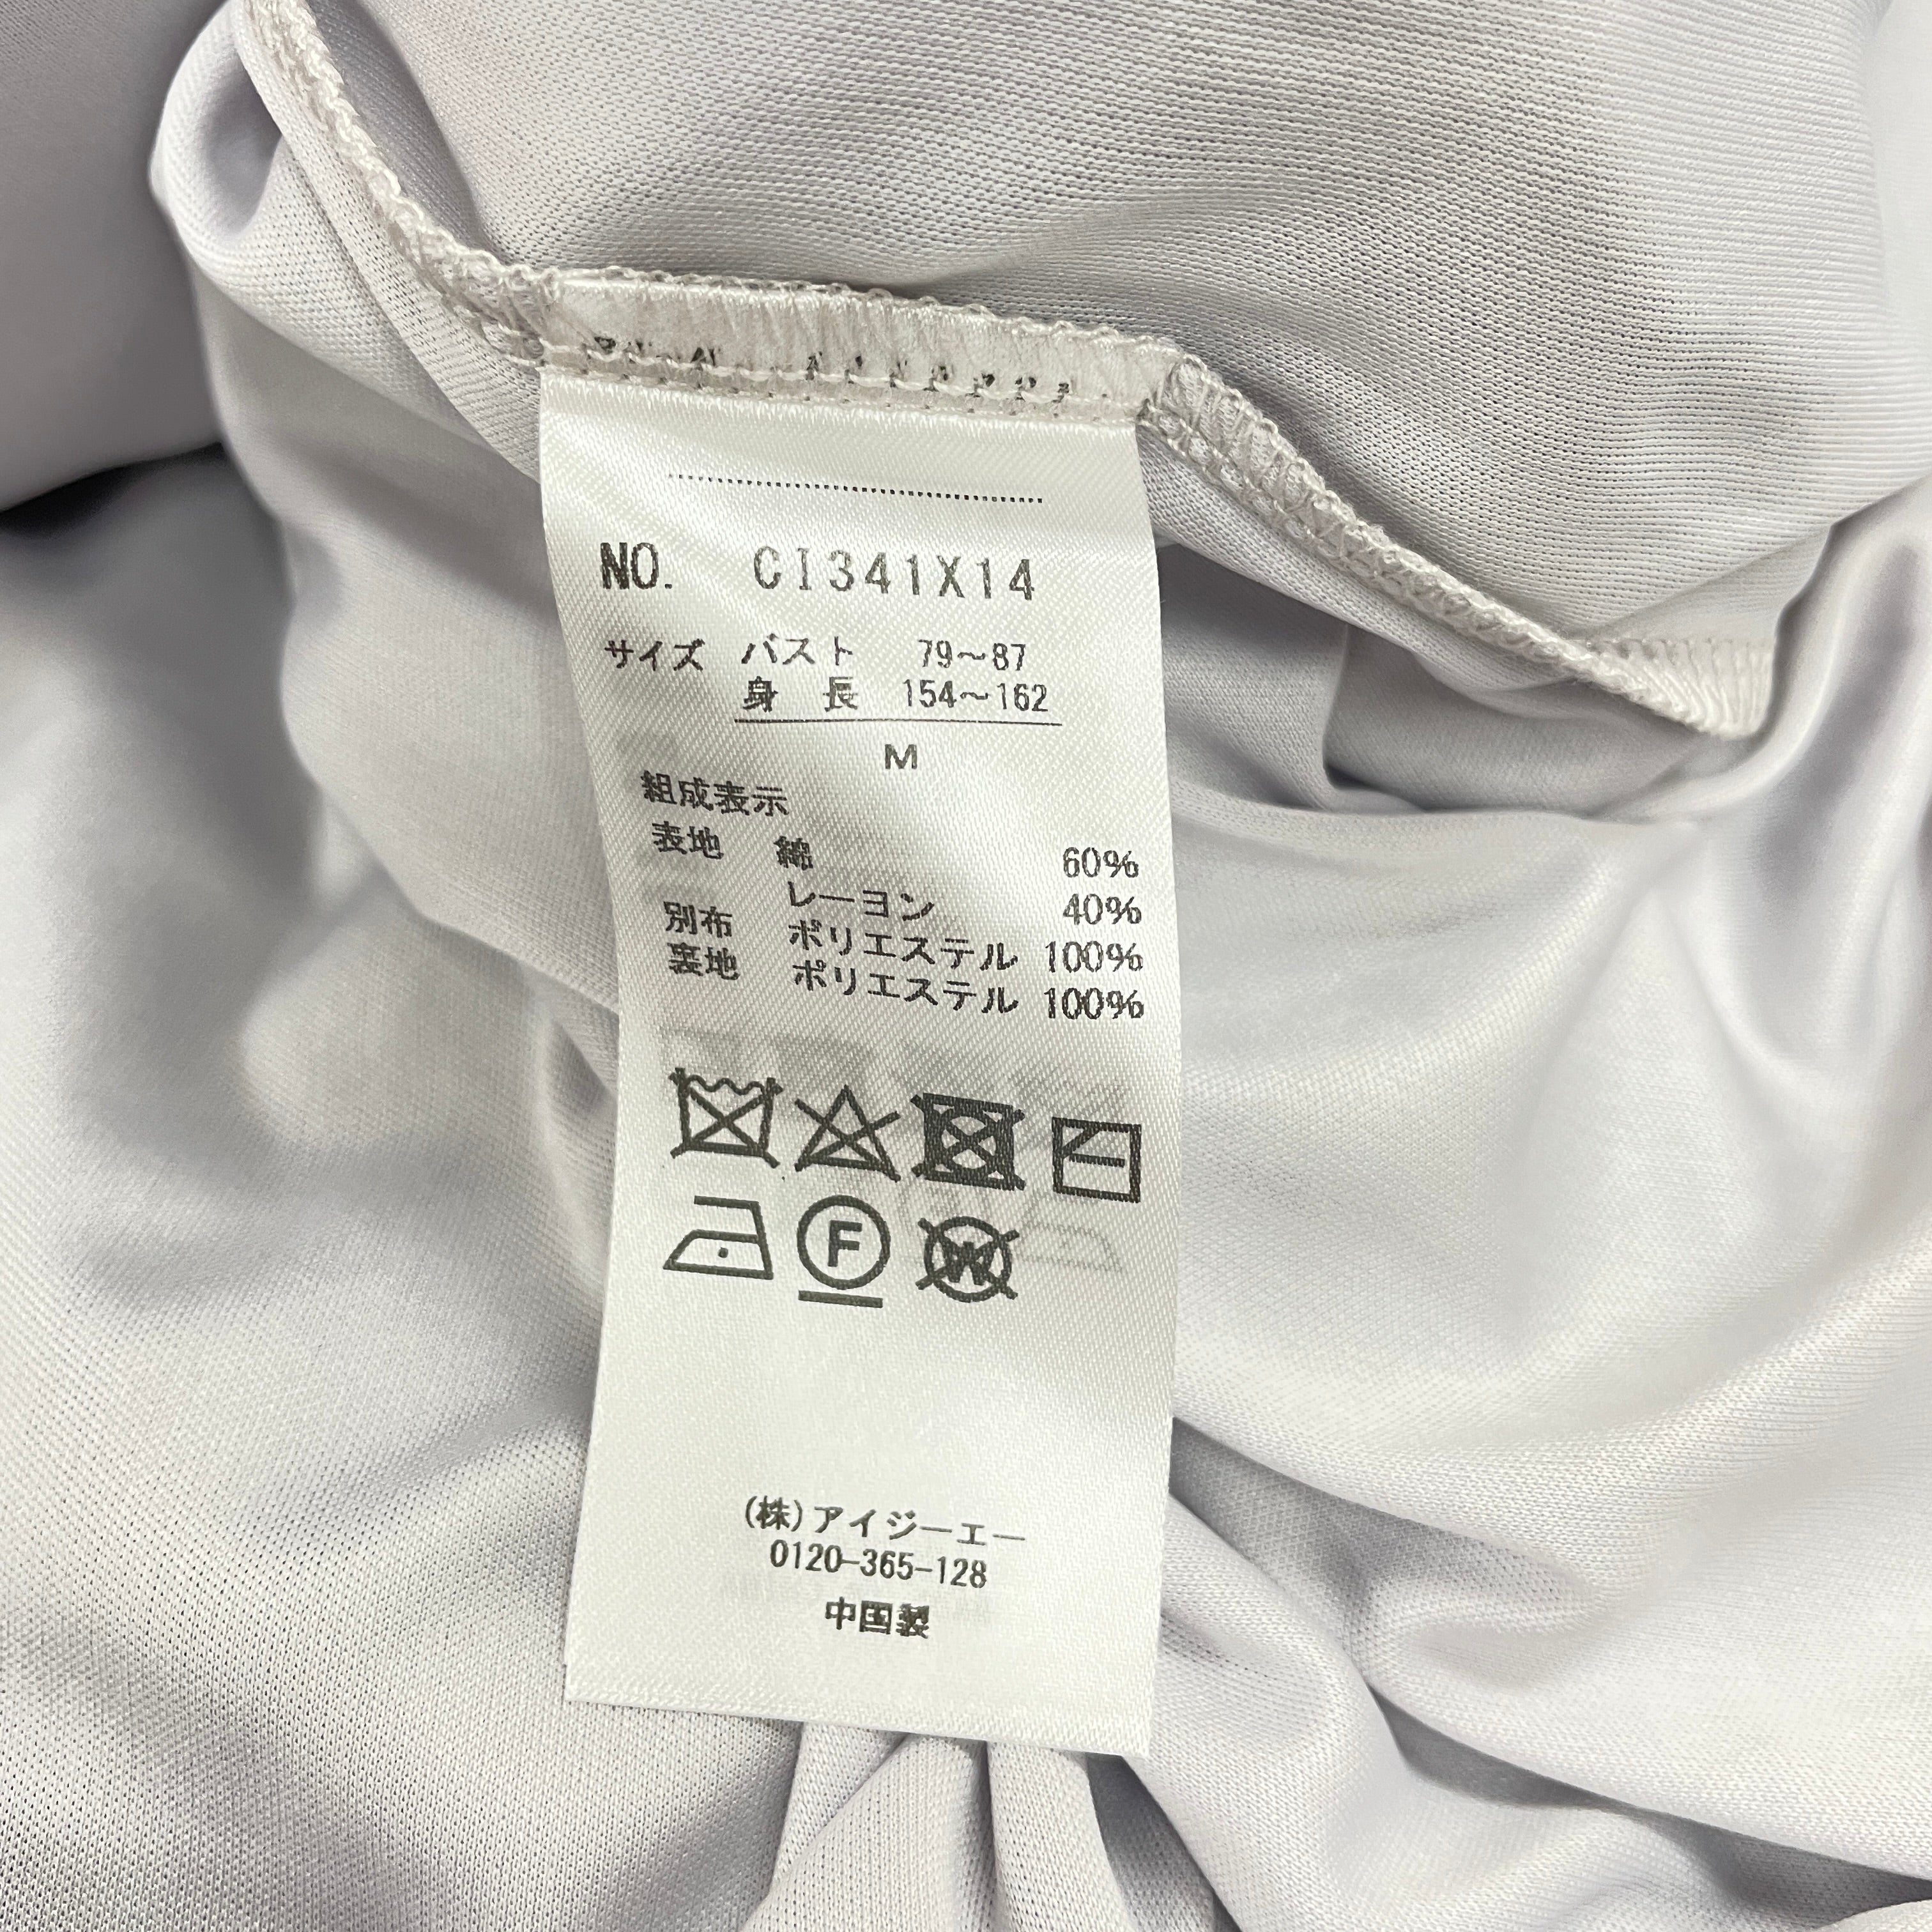 NO. CI341X14
サイズ バスト 79～87
身 長 154～162
M
組成表示
表地 綿 60%
レーヨン 40%
別布 ポリエステル 100%
裏地 ポリエステル 100%
F
W
(株)アイジーエー
0120-365-128
中国製